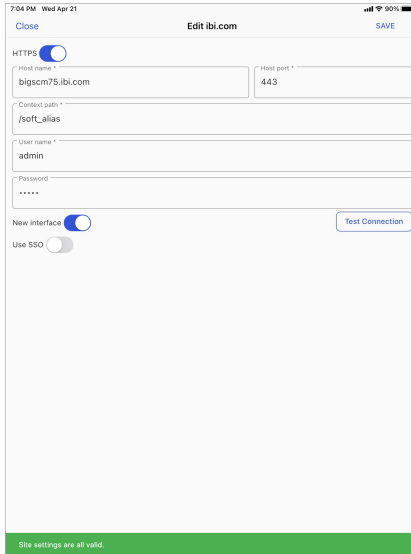 7:04 PM Wed Apr 21 90%
Close Edit ibi.com SAVE
HTTPS
Host name * Host port *
bigscm75.ibi.com 443
Context path *
/soft_alias
User name *
admin
Password
•••••
New interface Test Connection
Use SSO
Site settings are all valid.